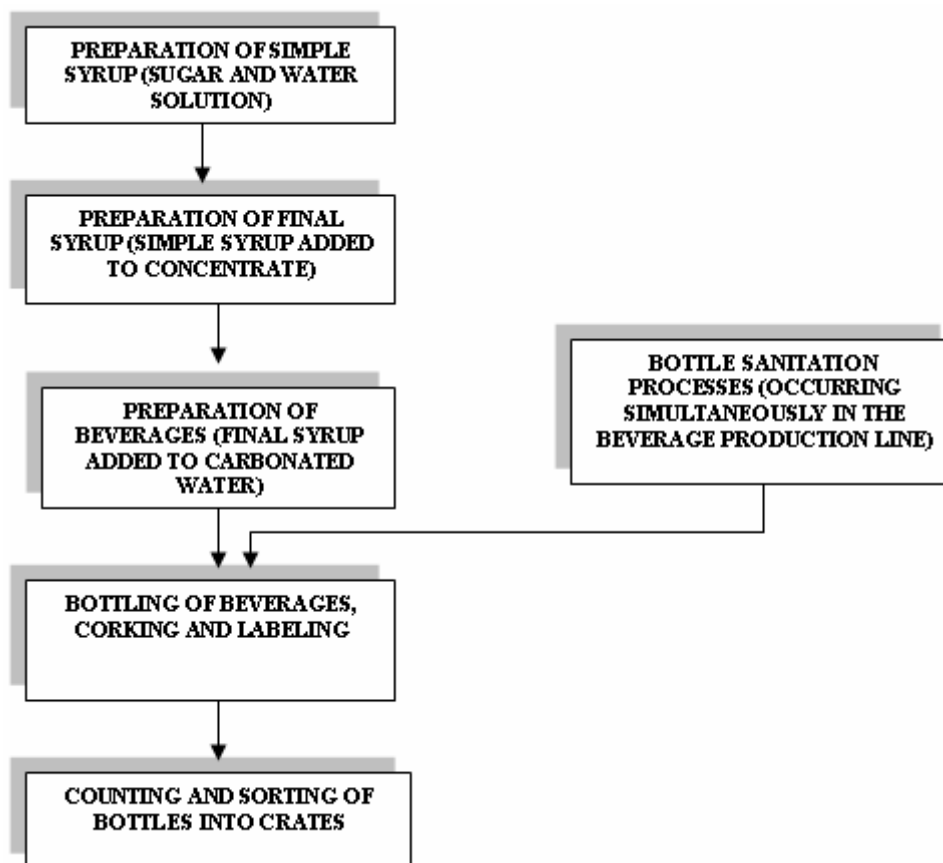 PREPARATION OF SIMPLE
SYRUP (SUGAR AND WATER
SOLUTION)
PREPARATION OF FINAL
SYRUP (SIMPLE SYRUP ADDED
TO CONCENTRATE)
PREPARATION OF
BEVERAGES (FINAL SYRUP
ADDED TO CARBONATED
WATER)
BOTTLE SANITATION
PROCESSES (OCCURRING
SIMULTANEOUSLY IN THE
BEVERAGE PRODUCTION LINE)
BOTTLING OF BEVERAGES,
CORKING AND LABELING
COUNTING AND SORTING OF
BOTTLES INTO CRATES